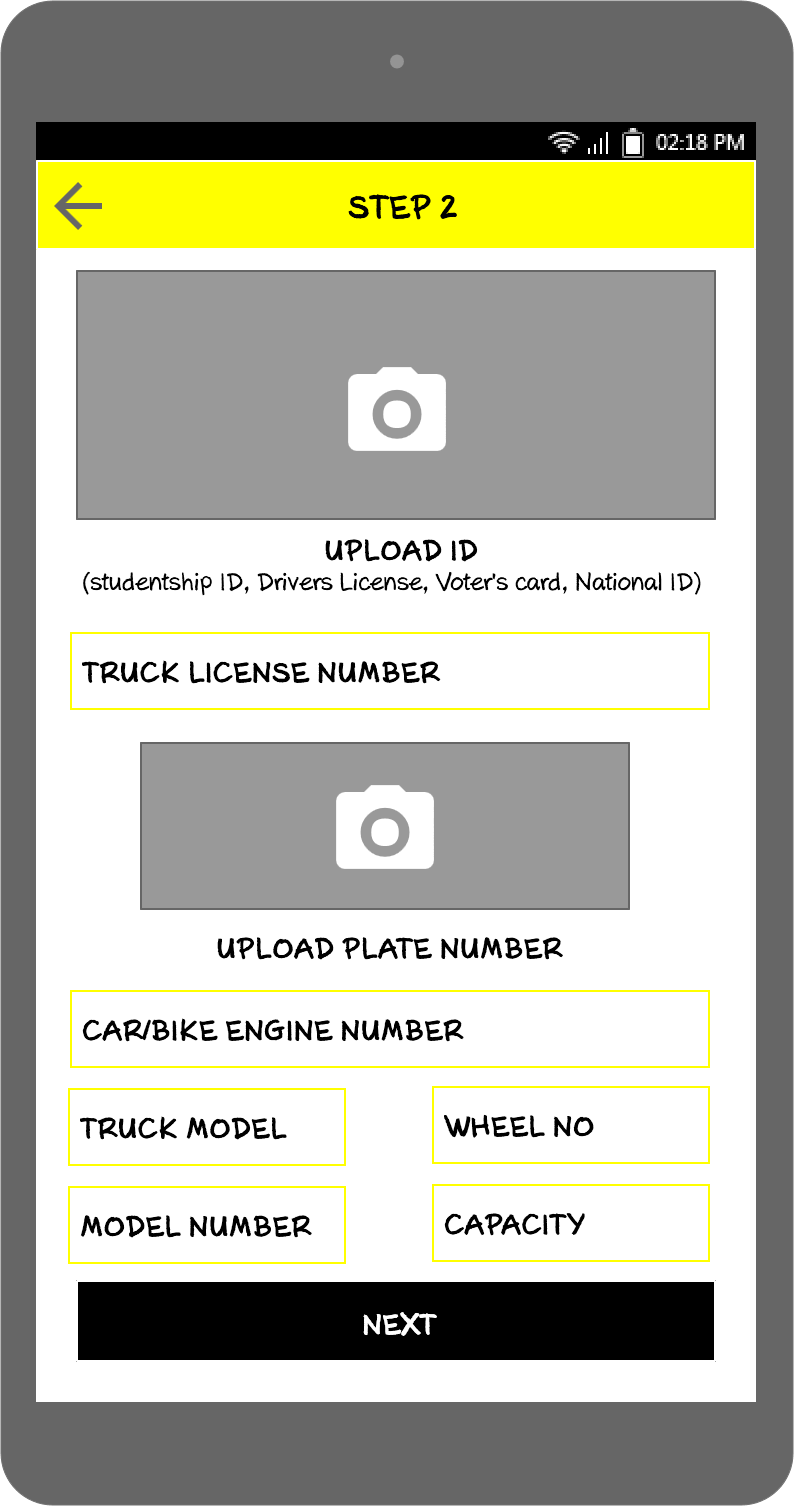 02:18 PM
STEP 2
UPLOAD ID
(studentship ID, Drivers License, Voter's card, National ID)
TRUCK LICENSE NUMBER
UPLOAD PLATE NUMBER
CAR/BIKE ENGINE NUMBER
TRUCK MODEL
WHEEL NO
MODEL NUMBER
CAPACITY
NEXT